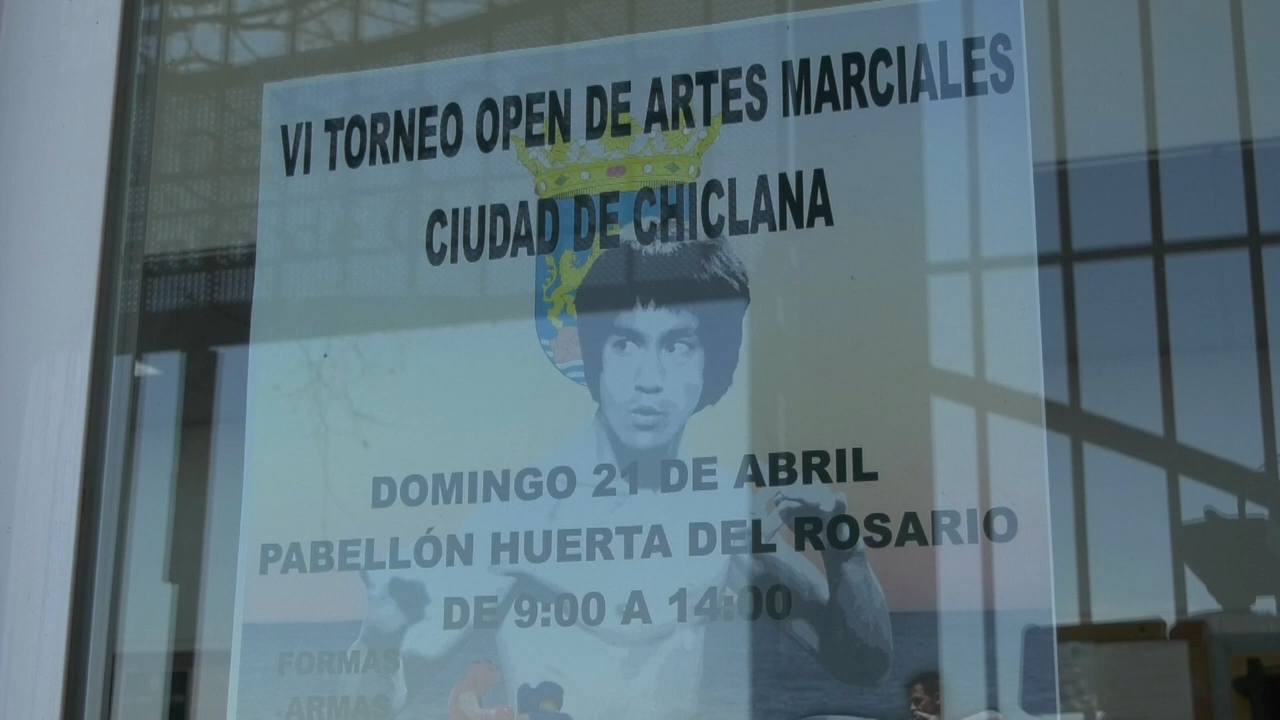 VI TORNEO OPEN DE ARTES MARCIALES
CIUDAD DE CHICLANA
DOMINGO 21 DE ABRIL
PABELLÓN HUERTA DEL ROSARIO
DE 9:00 A 14:00
FORMAS
ARMAS